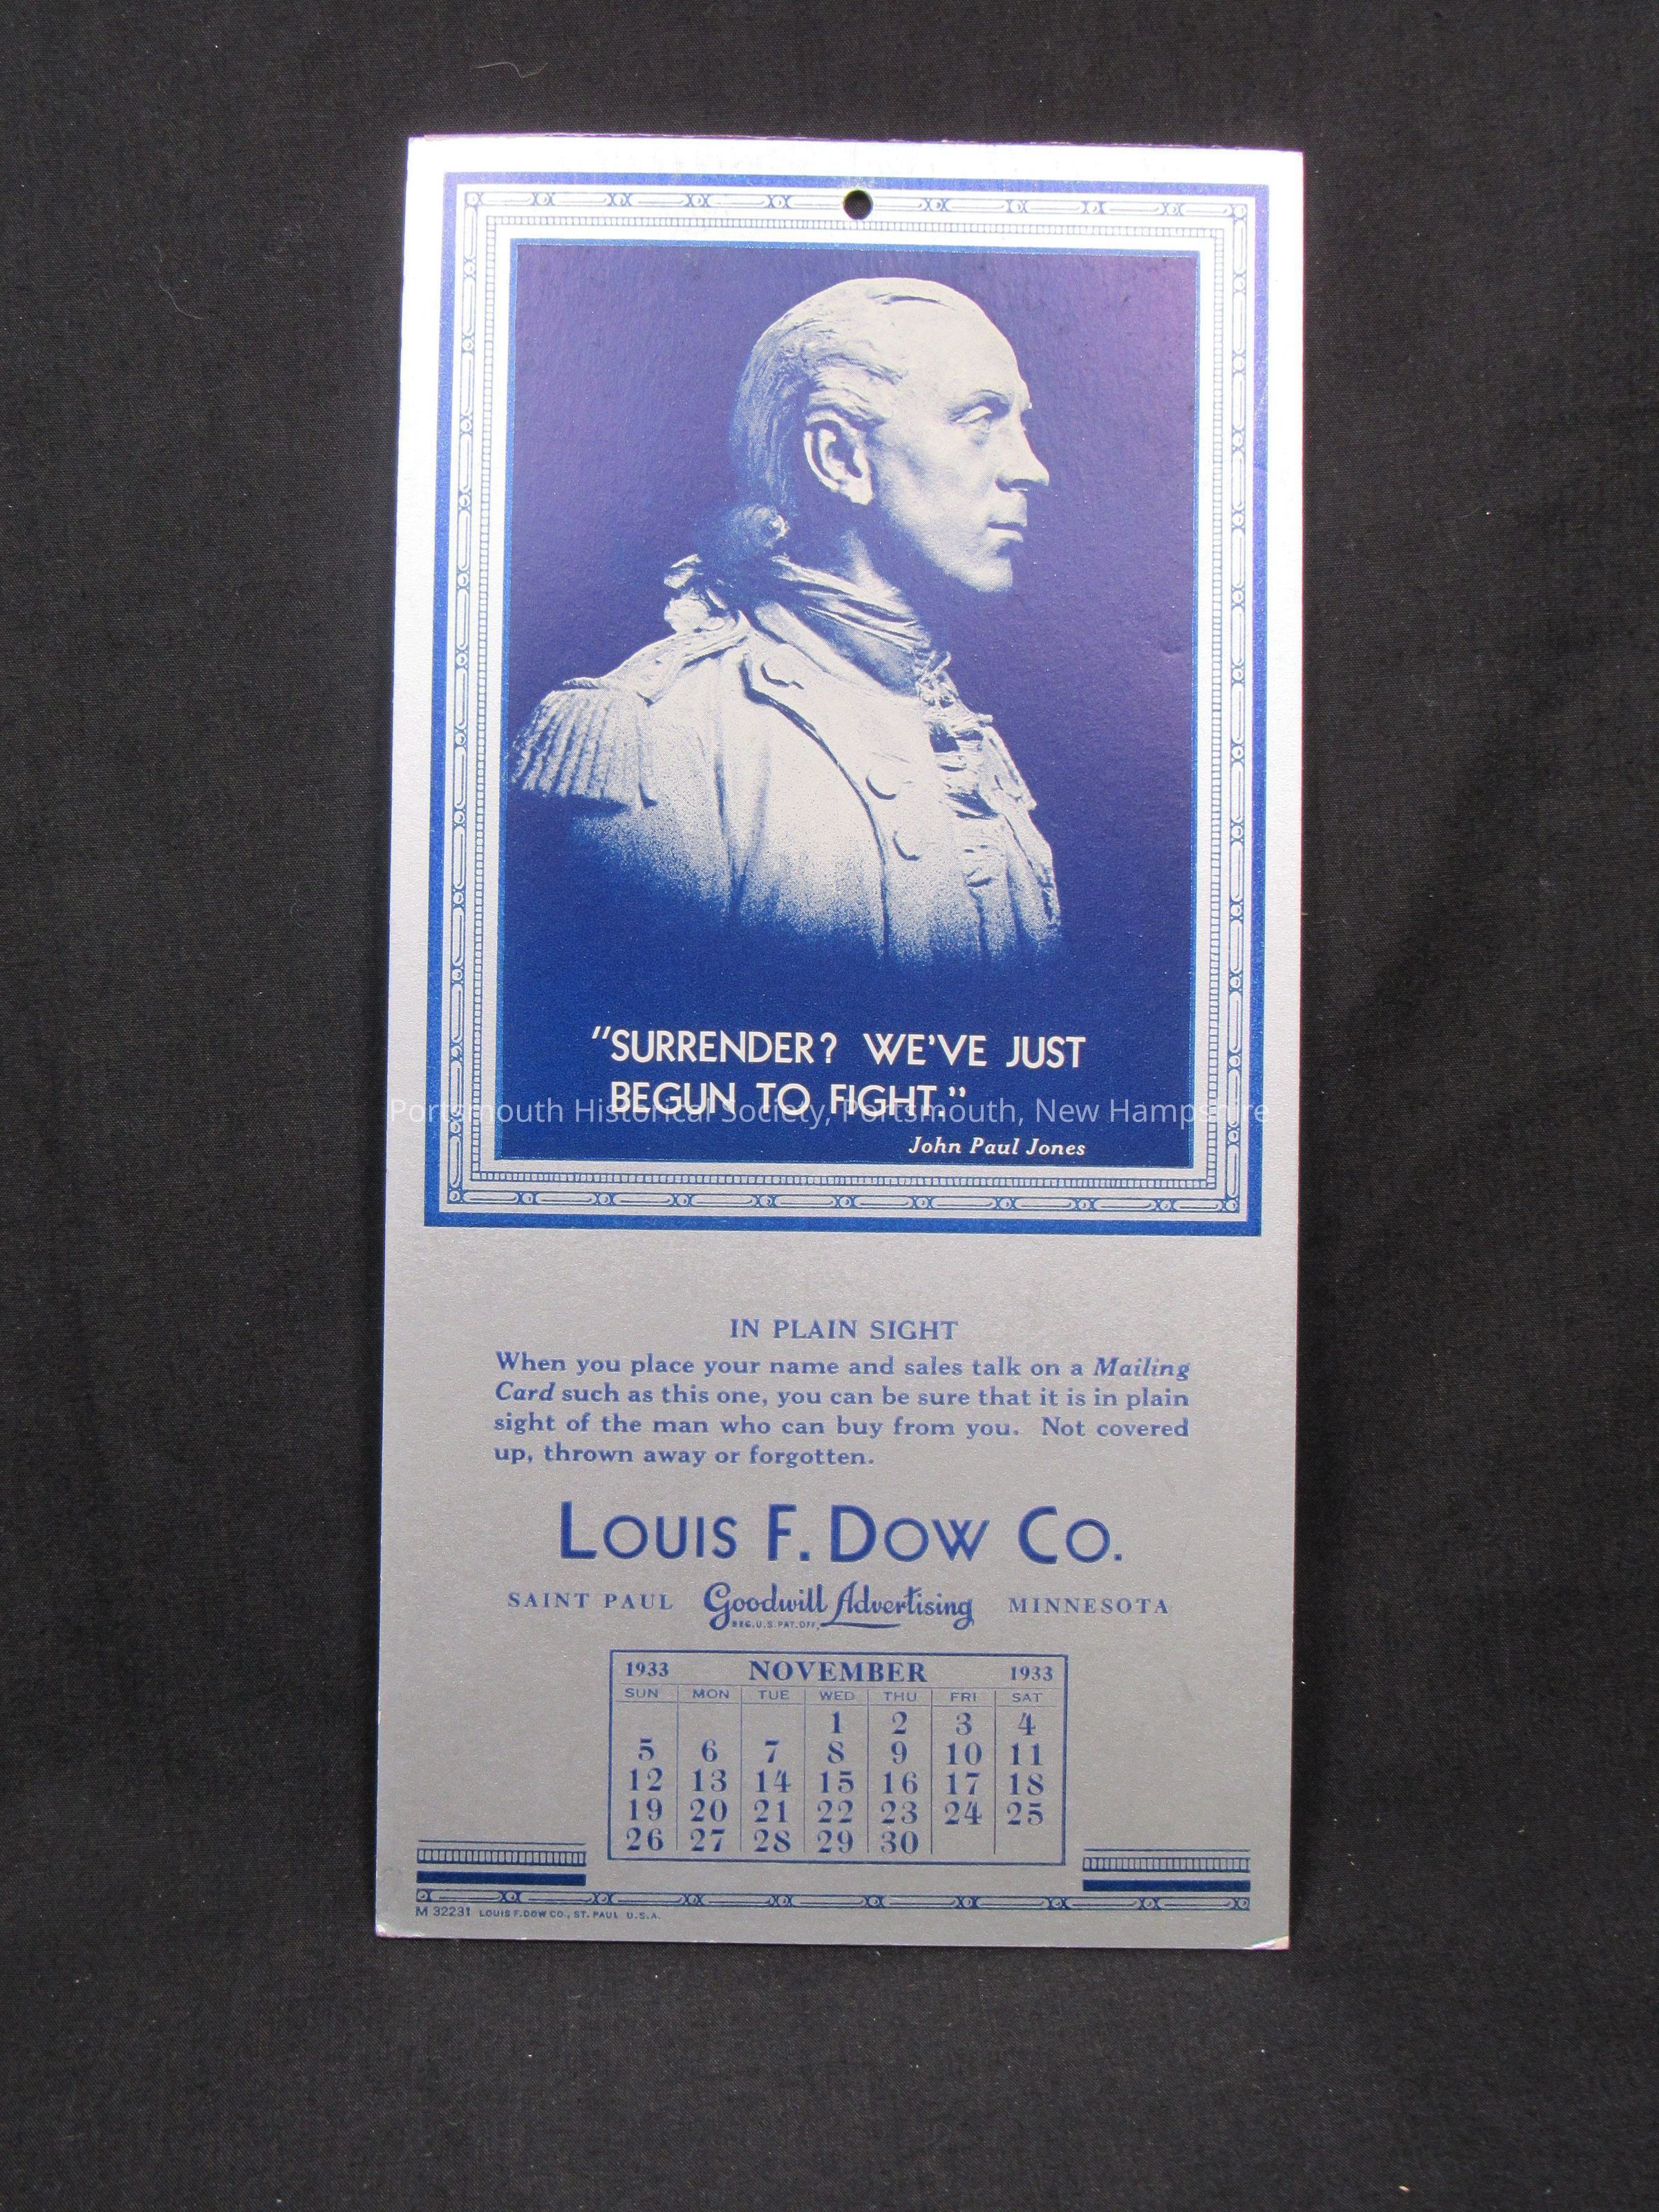 "SURRENDER? WE'VE JUST
BEGUN TO FIGHT."
Portsmouth Historical Society, Portsmouth, New Hampshire
John Paul Jones
IN PLAIN SIGHT
When you place your name and sales talk on a Mailing
Card such as this one, you can be sure that it is in plain
sight of the man who can buy from you. Not covered
up, thrown away or forgotten.
LOUIS F. DOW CO.
SAINT PAUL Goodwill Advertising MINNESOTA
REG. U.S. PAT. OFF.
1933 NOVEMBER 1933
SUN MON TUE WED THU FRI SAT
1 2 3 4
5 6 7 8 9 10 11
12 13 14 15 16 17 18
19 20 21 22 23 24 25
26 27 28 29 30
M 32231 LOUIS F. DOW CO., ST. PAUL U.S.A.